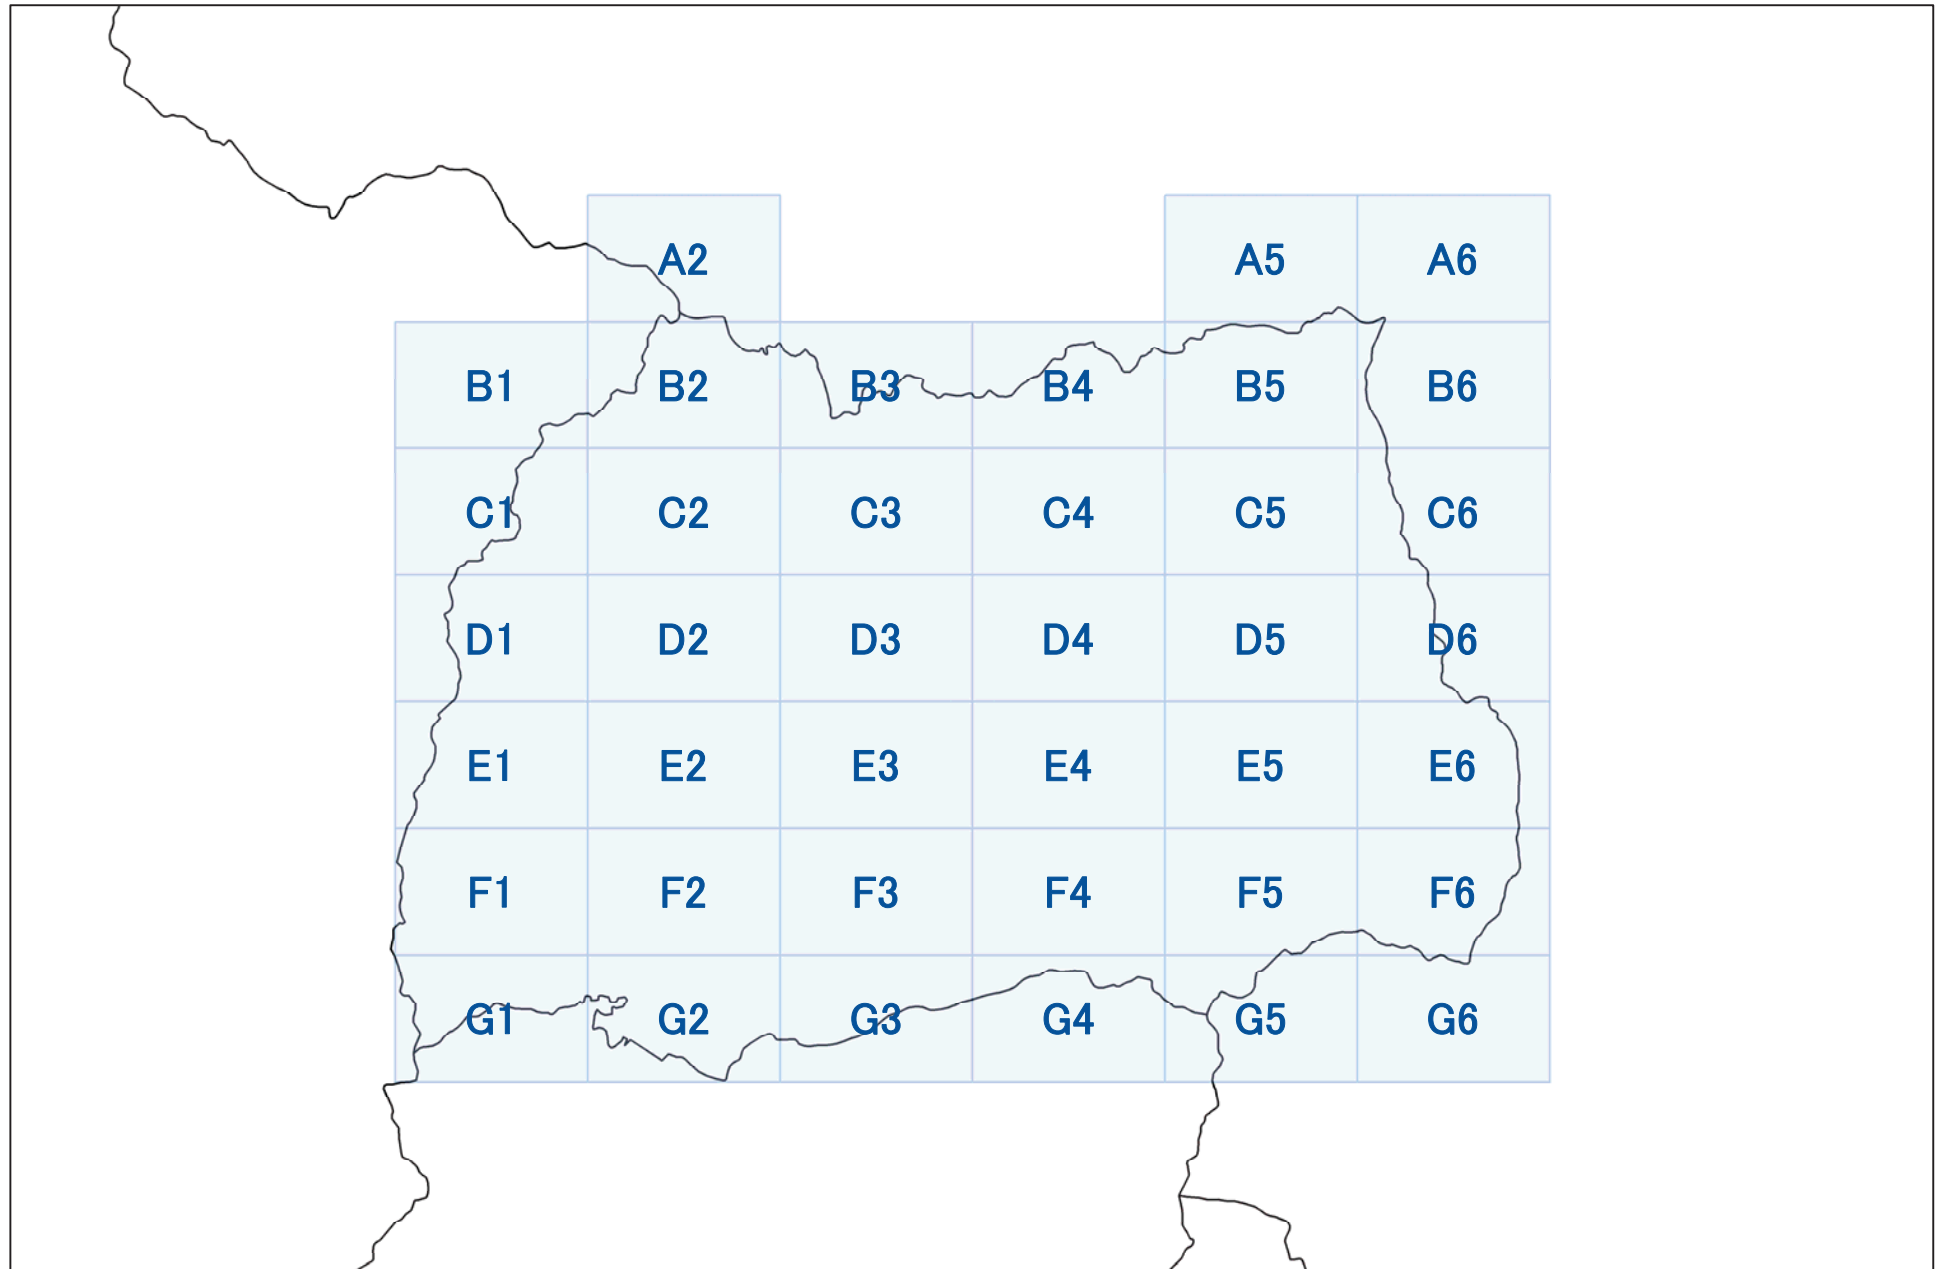 A2 A5 A6
B1 B2 B3 B4 B5 B6
C1 C2 C3 C4 C5 C6
D1 D2 D3 D4 D5 D6
E1 E2 E3 E4 E5 E6
F1 F2 F3 F4 F5 F6
G1 G2 G3 G4 G5 G6